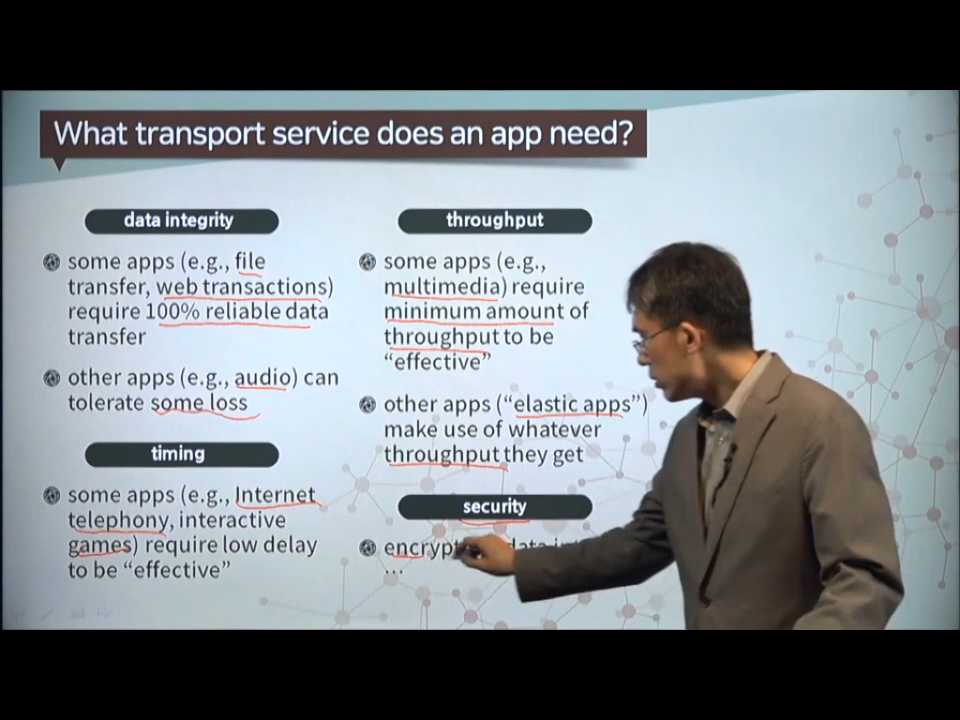 What transport service does an app need?
data integrity
some apps (e.g., file
transfer, web transactions)
require 100% reliable data
transfer
other apps (e.g., audio) can
tolerate some loss
timing
some apps (e.g., Internet
telephony, interactive
games) require low delay
to be “effective”
throughput
some apps (e.g.,
multimedia) require
minimum amount of
throughput to be
“effective”
other apps (“elastic apps”)
make use of whatever
throughput they get
security
data
...